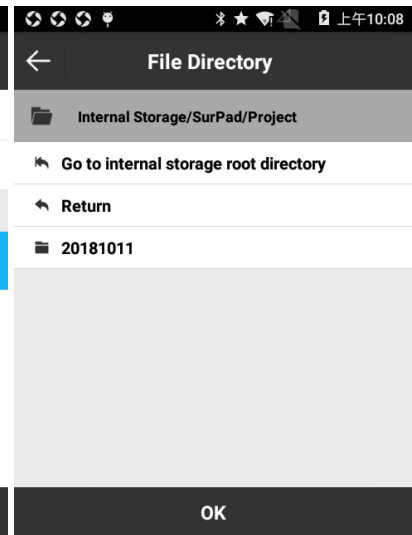 上午10:08
File Directory
Internal Storage/SurPad/Project
Go to internal storage root directory
Return
20181011
OK